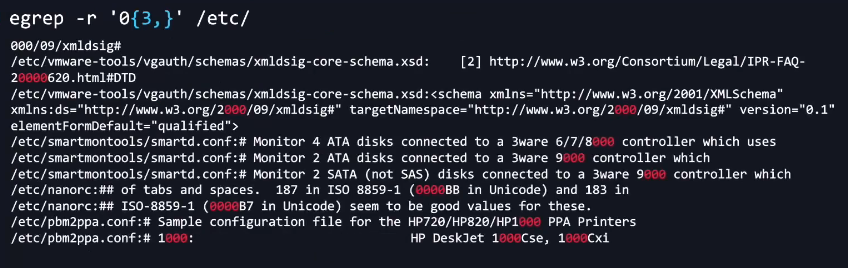 egrep -r '0{3,}' /etc/
000/09/xmldsig#
/etc/vmware-tools/vgauth/schemas/xmldsig-core-schema.xsd:    [2] http://www.w3.org/Consortium/Legal/IPR-FAQ-
20000620.html#DTD
/etc/vmware-tools/vgauth/schemas/xmldsig-core-schema.xsd:<schema xmlns="http://www.w3.org/2001/XMLSchema"
xmlns:ds="http://www.w3.org/2000/09/xmldsig#" targetNamespace="http://www.w3.org/2000/09/xmldsig#" version="0.1"
elementFormDefault="qualified">
/etc/smartmontools/smartd.conf:# Monitor 4 ATA disks connected to a 3ware 6/7/8000 controller which uses
/etc/smartmontools/smartd.conf:# Monitor 2 ATA disks connected to a 3ware 9000 controller which
/etc/smartmontools/smartd.conf:# Monitor 2 SATA (not SAS) disks connected to a 3ware 9000 controller which
/etc/nanorc:## of tabs and spaces.  187 in ISO 8859-1 (0000BB in Unicode) and 183 in
/etc/nanorc:## ISO-8859-1 (0000B7 in Unicode) seem to be good values for these.
/etc/pbm2ppa.conf:# Sample configuration file for the HP720/HP820/HP1000 PPA Printers
/etc/pbm2ppa.conf:# 1000:                             HP DeskJet 1000Cse, 1000Cxi